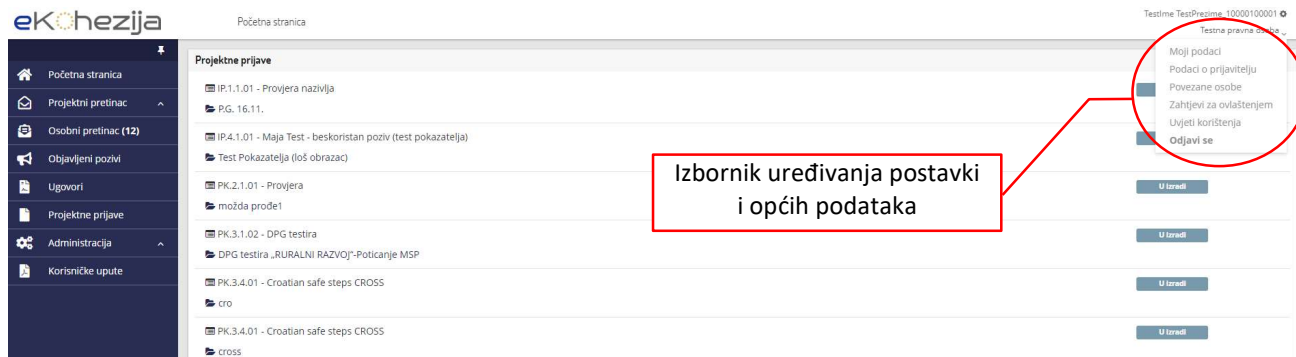 ekohezija
Početna stranica
TestIme TestPrezime_10000100001
Testna pravna osoba
Moji podaci
Podaci o prijavitelju
Povezane osobe
Zahtjevi za ovlaštenjem
Uvjeti korištenja
Odjavi se
Početna stranica
Projektni pretinac
Osobni pretinac (12)
Objavljeni pozivi
Ugovori
Projektne prijave
Administracija
Korisničke upute
Projektne prijave
IP.1.1.01 - Provjera nazivlja
P.G. 16.11.
IP.4.1.01 - Maja Test - beskoristan poziv (test pokazatelja)
Test Pokazatelja (loš obrazac)
PK.2.1.01 - Provjera
U izradi
možda prođe1
PK.3.1.02 - DPG testira
U izradi
DPG testira „RURALNI RAZVOJ“-Poticanje MSP
PK.3.4.01 - Croatian safe steps CROSS
U izradi
cro
PK.3.4.01 - Croatian safe steps CROSS
U izradi
cross
Izbornik uređivanja postavki
i općih podataka